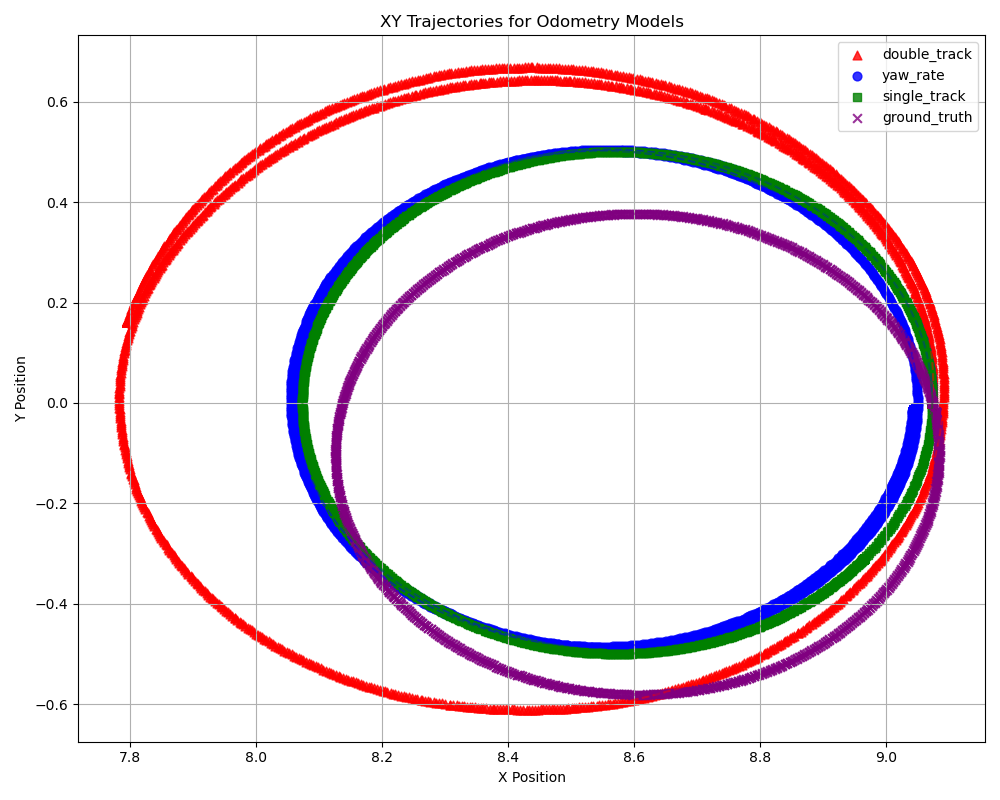 XY Trajectories for Odometry Models
double_track
yaw_rate
single_track
ground_truth
0.6
0.4
0.2
0.0
−0.2
−0.4
−0.6
Y Position
7.8 8.0 8.2 8.4 8.6 8.8 9.0
X Position